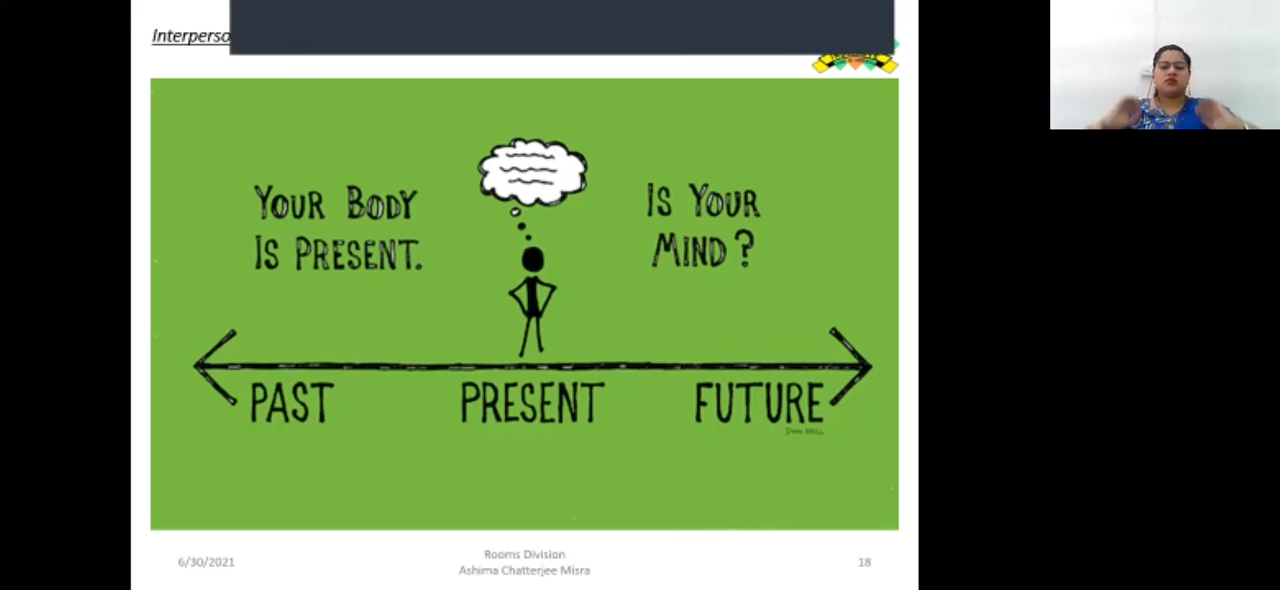 Interperso
YOUR BODY
IS PRESENT.
IS YOUR
MIND?
PAST
PRESENT
FUTURE
6/30/2021
Rooms Division
Ashima Chatterjee Misra
18